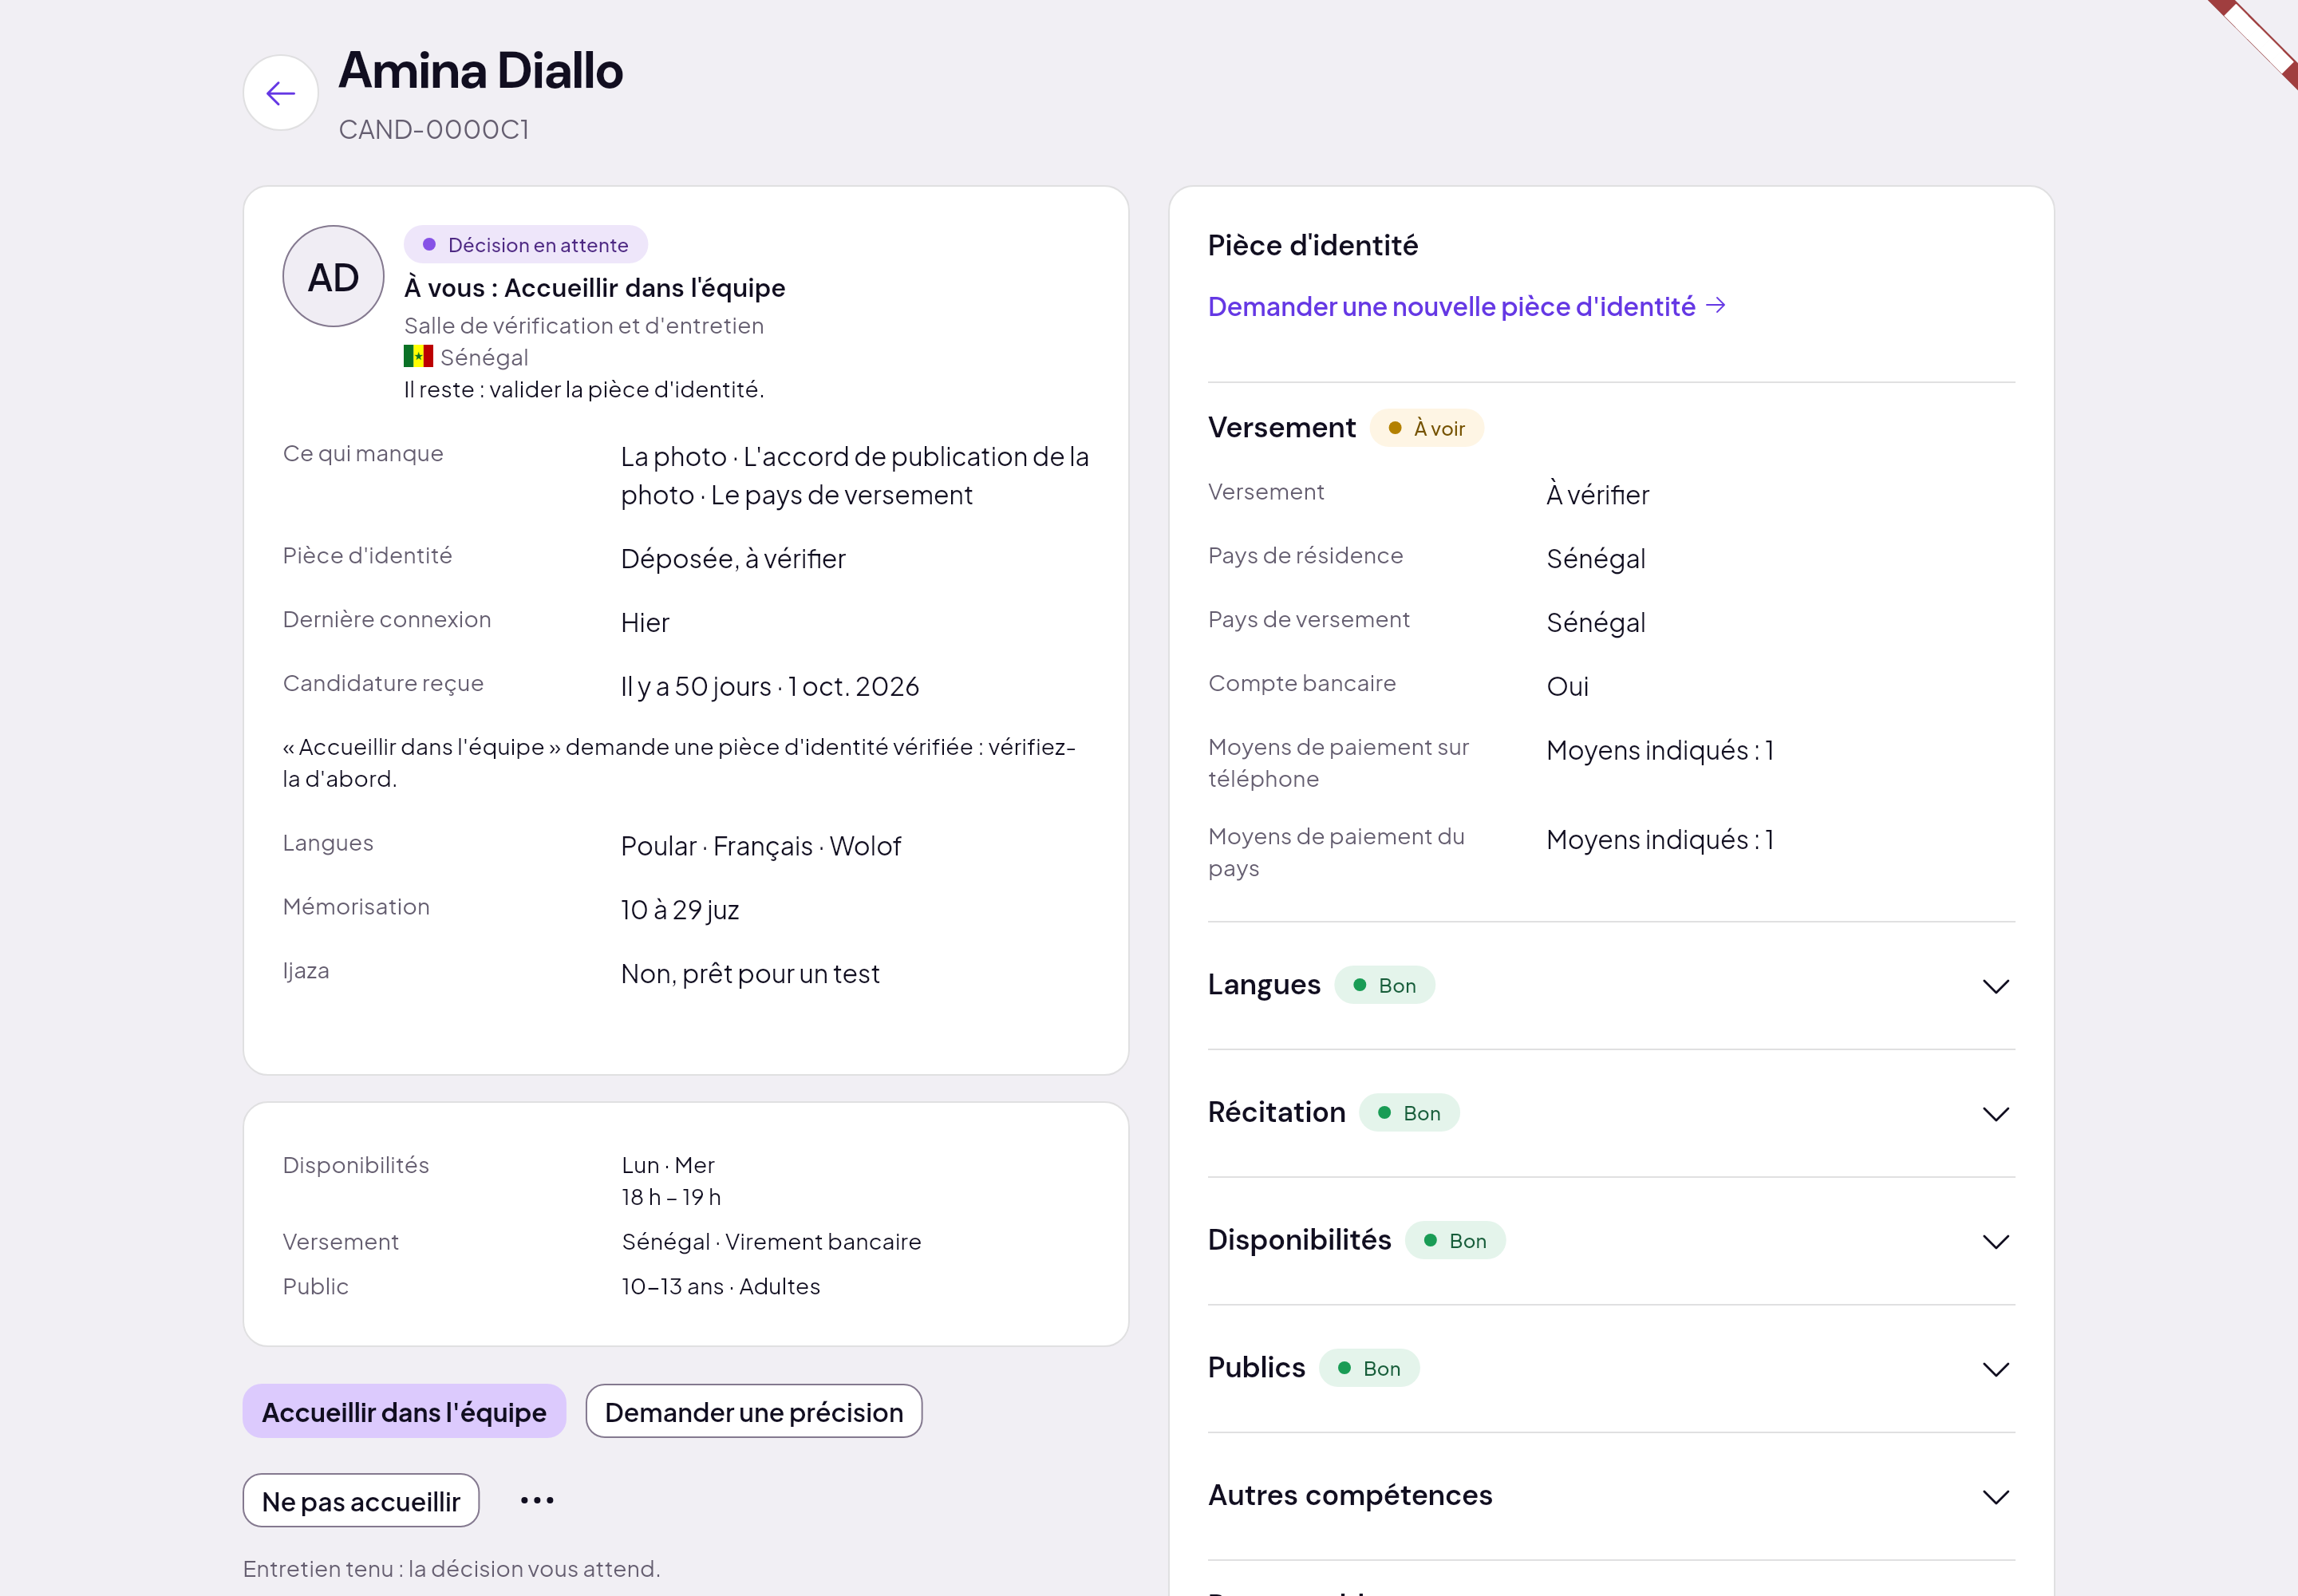 Amina Diallo
CAND-0000C1
AD
Décision en attente
À vous : Accueillir dans l'équipe
Salle de vérification et d'entretien
Sénégal
Il reste : valider la pièce d'identité.
Ce qui manque
La photo · L'accord de publication de la
photo · Le pays de versement
Pièce d'identité
Déposée, à vérifier
Dernière connexion
Hier
Candidature reçue
Il y a 50 jours · 1 oct. 2026
« Accueillir dans l'équipe » demande une pièce d'identité vérifiée : vérifiez-
la d'abord.
Langues
Poular · Français · Wolof
Mémorisation
10 à 29 juz
Ijaza
Non, prêt pour un test
Disponibilités
Lun · Mer
18 h – 19 h
Versement
Sénégal · Virement bancaire
Public
10–13 ans · Adultes
Accueillir dans l'équipe
Demander une précision
Ne pas accueillir
Entretien tenu : la décision vous attend.
Pièce d'identité
Demander une nouvelle pièce d'identité
Versement
À voir
Versement
À vérifier
Pays de résidence
Sénégal
Pays de versement
Sénégal
Compte bancaire
Oui
Moyens de paiement sur
téléphone
Moyens indiqués : 1
Moyens de paiement du
pays
Moyens indiqués : 1
Langues
Bon
Récitation
Bon
Disponibilités
Bon
Publics
Bon
Autres compétences